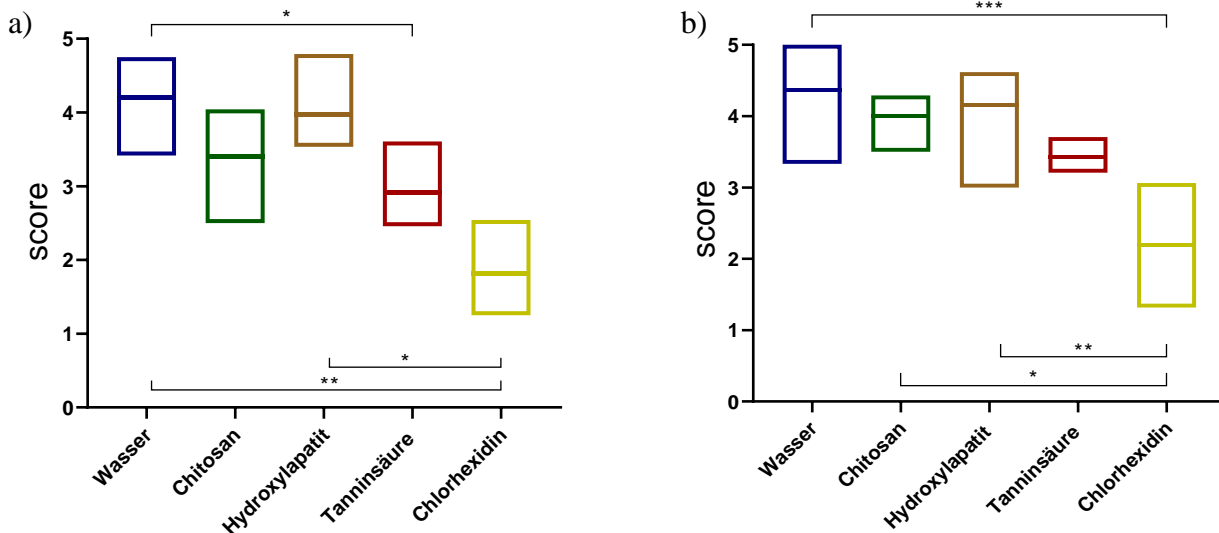 a)
*
score
5
4
3
2
1
0
*
**
Wasser
Chitosan
Hydroxylapatit
Tanninsäure
Chlorhexidin
b)
***
score
5
4
3
2
1
0
**
*
Wasser
Chitosan
Hydroxylapatit
Tanninsäure
Chlorhexidin